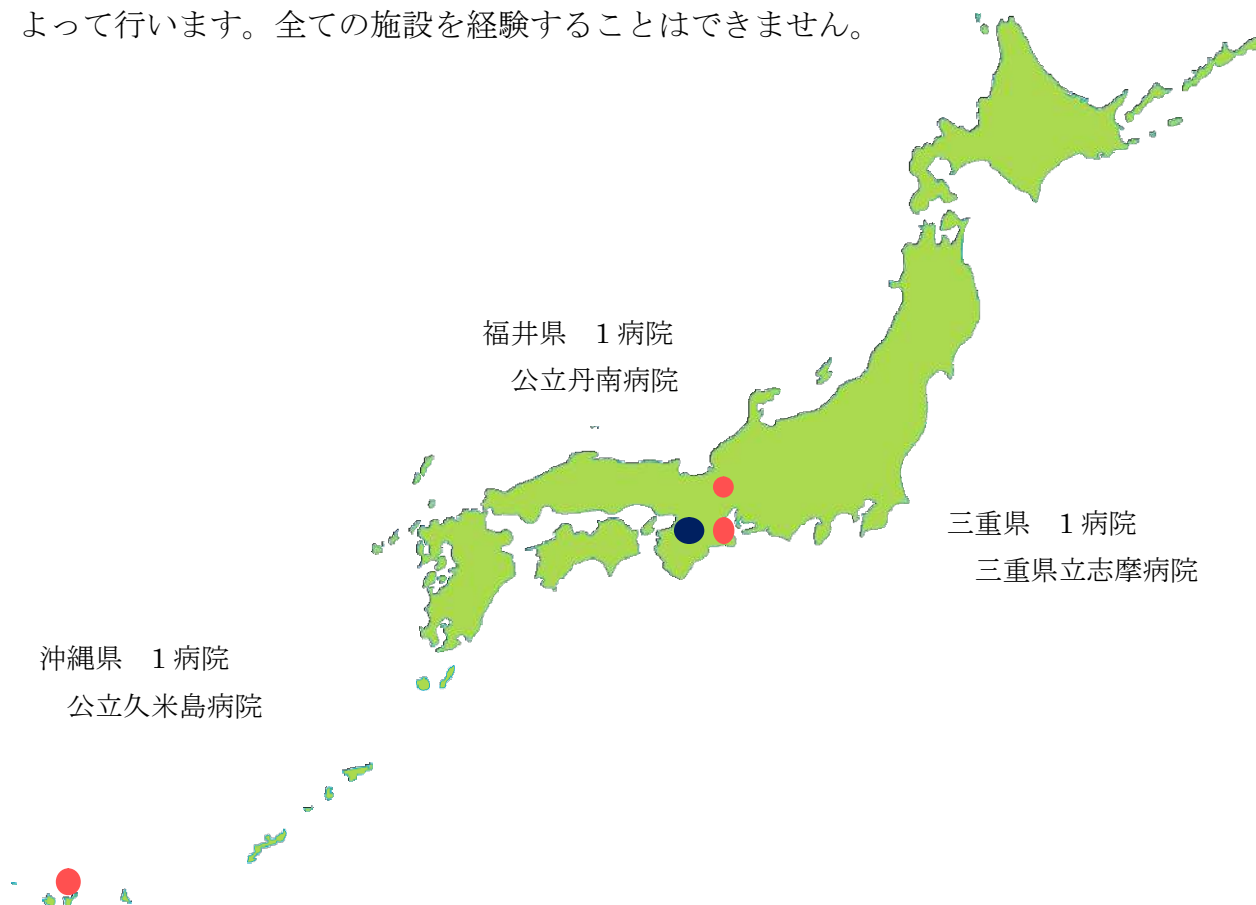 よって行います。全ての施設を経験することはできません。
福井県　1 病院
公立丹南病院
三重県　1 病院
三重県立志摩病院
沖縄県　1 病院
公立久米島病院